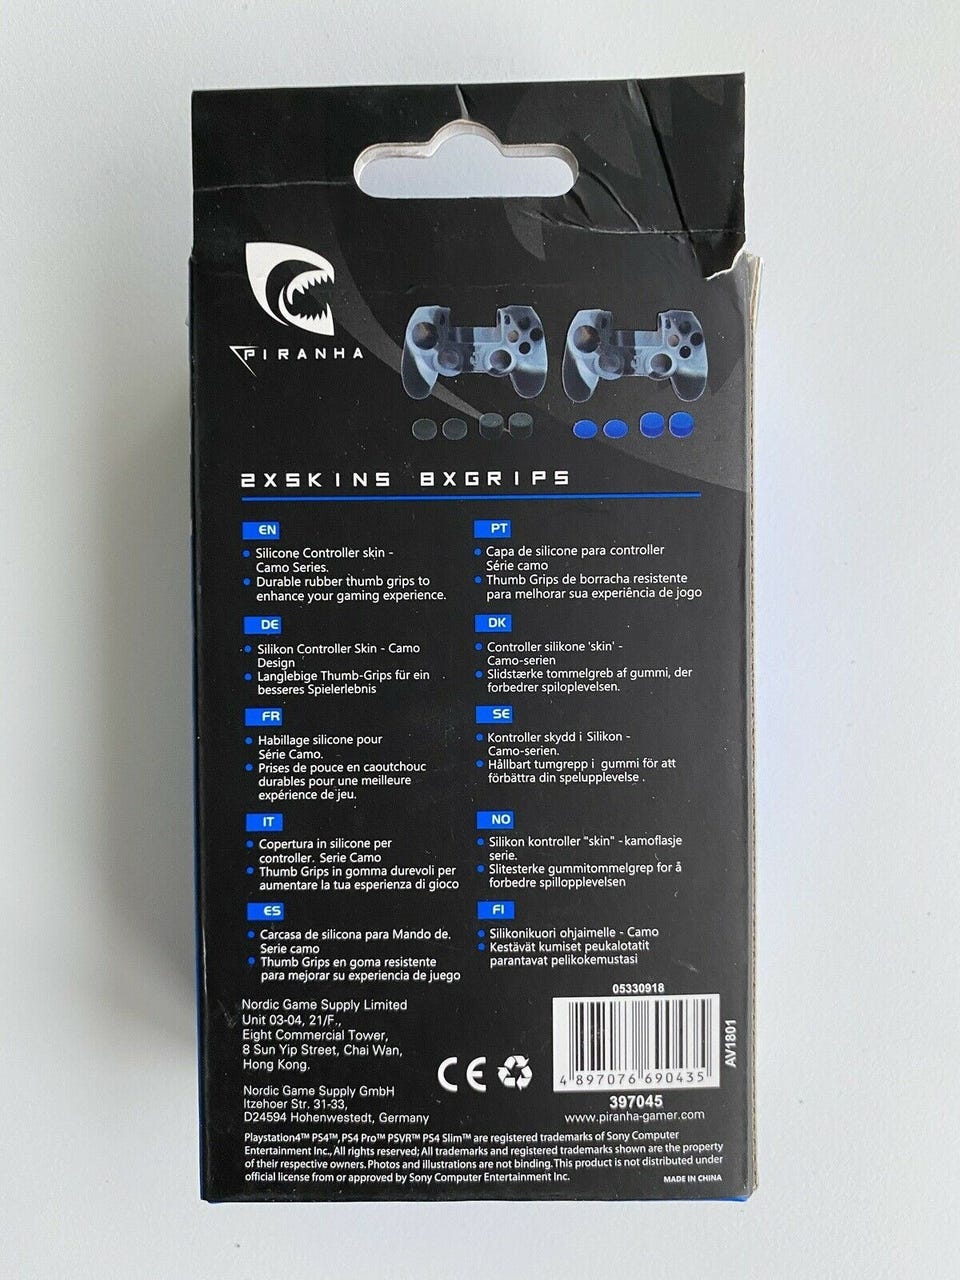 PIRANHA
2XSKINS 8XGRIPS
EN
Silicone Controller skin -
Camo Series.
Durable rubber thumb grips to
enhance your gaming experience.
DE
Silikon Controller Skin - Camo
Design
Langlebige Thumb-Grips für ein
besseres Spielerlebnis
FR
Habillage silicone pour
Série Camo.
Prises de pouce en caoutchouc
durables pour une meilleure
expérience de jeu.
IT
Copertura in silicone per
controller. Serie Camo
Thumb Grips in gomma durevoli per
aumentare la tua esperienza di gioco
ES
Carcasa de silicona para Mando de.
Serie camo
Thumb Grips en goma resistente
para mejorar su experiencia de juego
PT
Capa de silicone para controller
Série camo
Thumb Grips de borracha resistente
para melhorar sua experiência de jogo
DK
Controller silikone 'skin' -
Camo-serien
Slidstærke tommelgreb af gummi, der
forbedrer spiloplevelsen.
SE
Kontroller skydd i Silikon -
Camo-serien.
Hållbart tumgrepp i gummi för att
förbättra din spelupplevelse .
NO
Silikon kontroller "skin" -kamoflasje
serie.
Slitesterke gummitommelgrep for å
forbedre spillopplevelsen
FI
Silikonikuori ohjaimelle - Camo
Kestävät kumiset peukalotatit
parantavat pelikokemustasi
Nordic Game Supply Limited
Unit 03-04, 21/F.,
Eight Commercial Tower,
8 Sun Yip Street, Chai Wan,
Hong Kong.
Nordic Game Supply GmbH
Itzehoer Str. 31-33,
D24594 Hohenwestedt, Germany
CE
05330918
4 897076 690435
AV1801
397045
www.piranha-gamer.com
Playstation4™ PS4™, PS4 Pro™ PSVR™ PS4 Slim™ are registered trademarks of Sony Computer
Entertainment Inc., All rights reserved; All trademarks and registered trademarks shown are the property
of their respective owners. Photos and illustrations are not binding. This product is not distributed under
official license from or approved by Sony Computer Entertainment Inc.
MADE IN CHINA